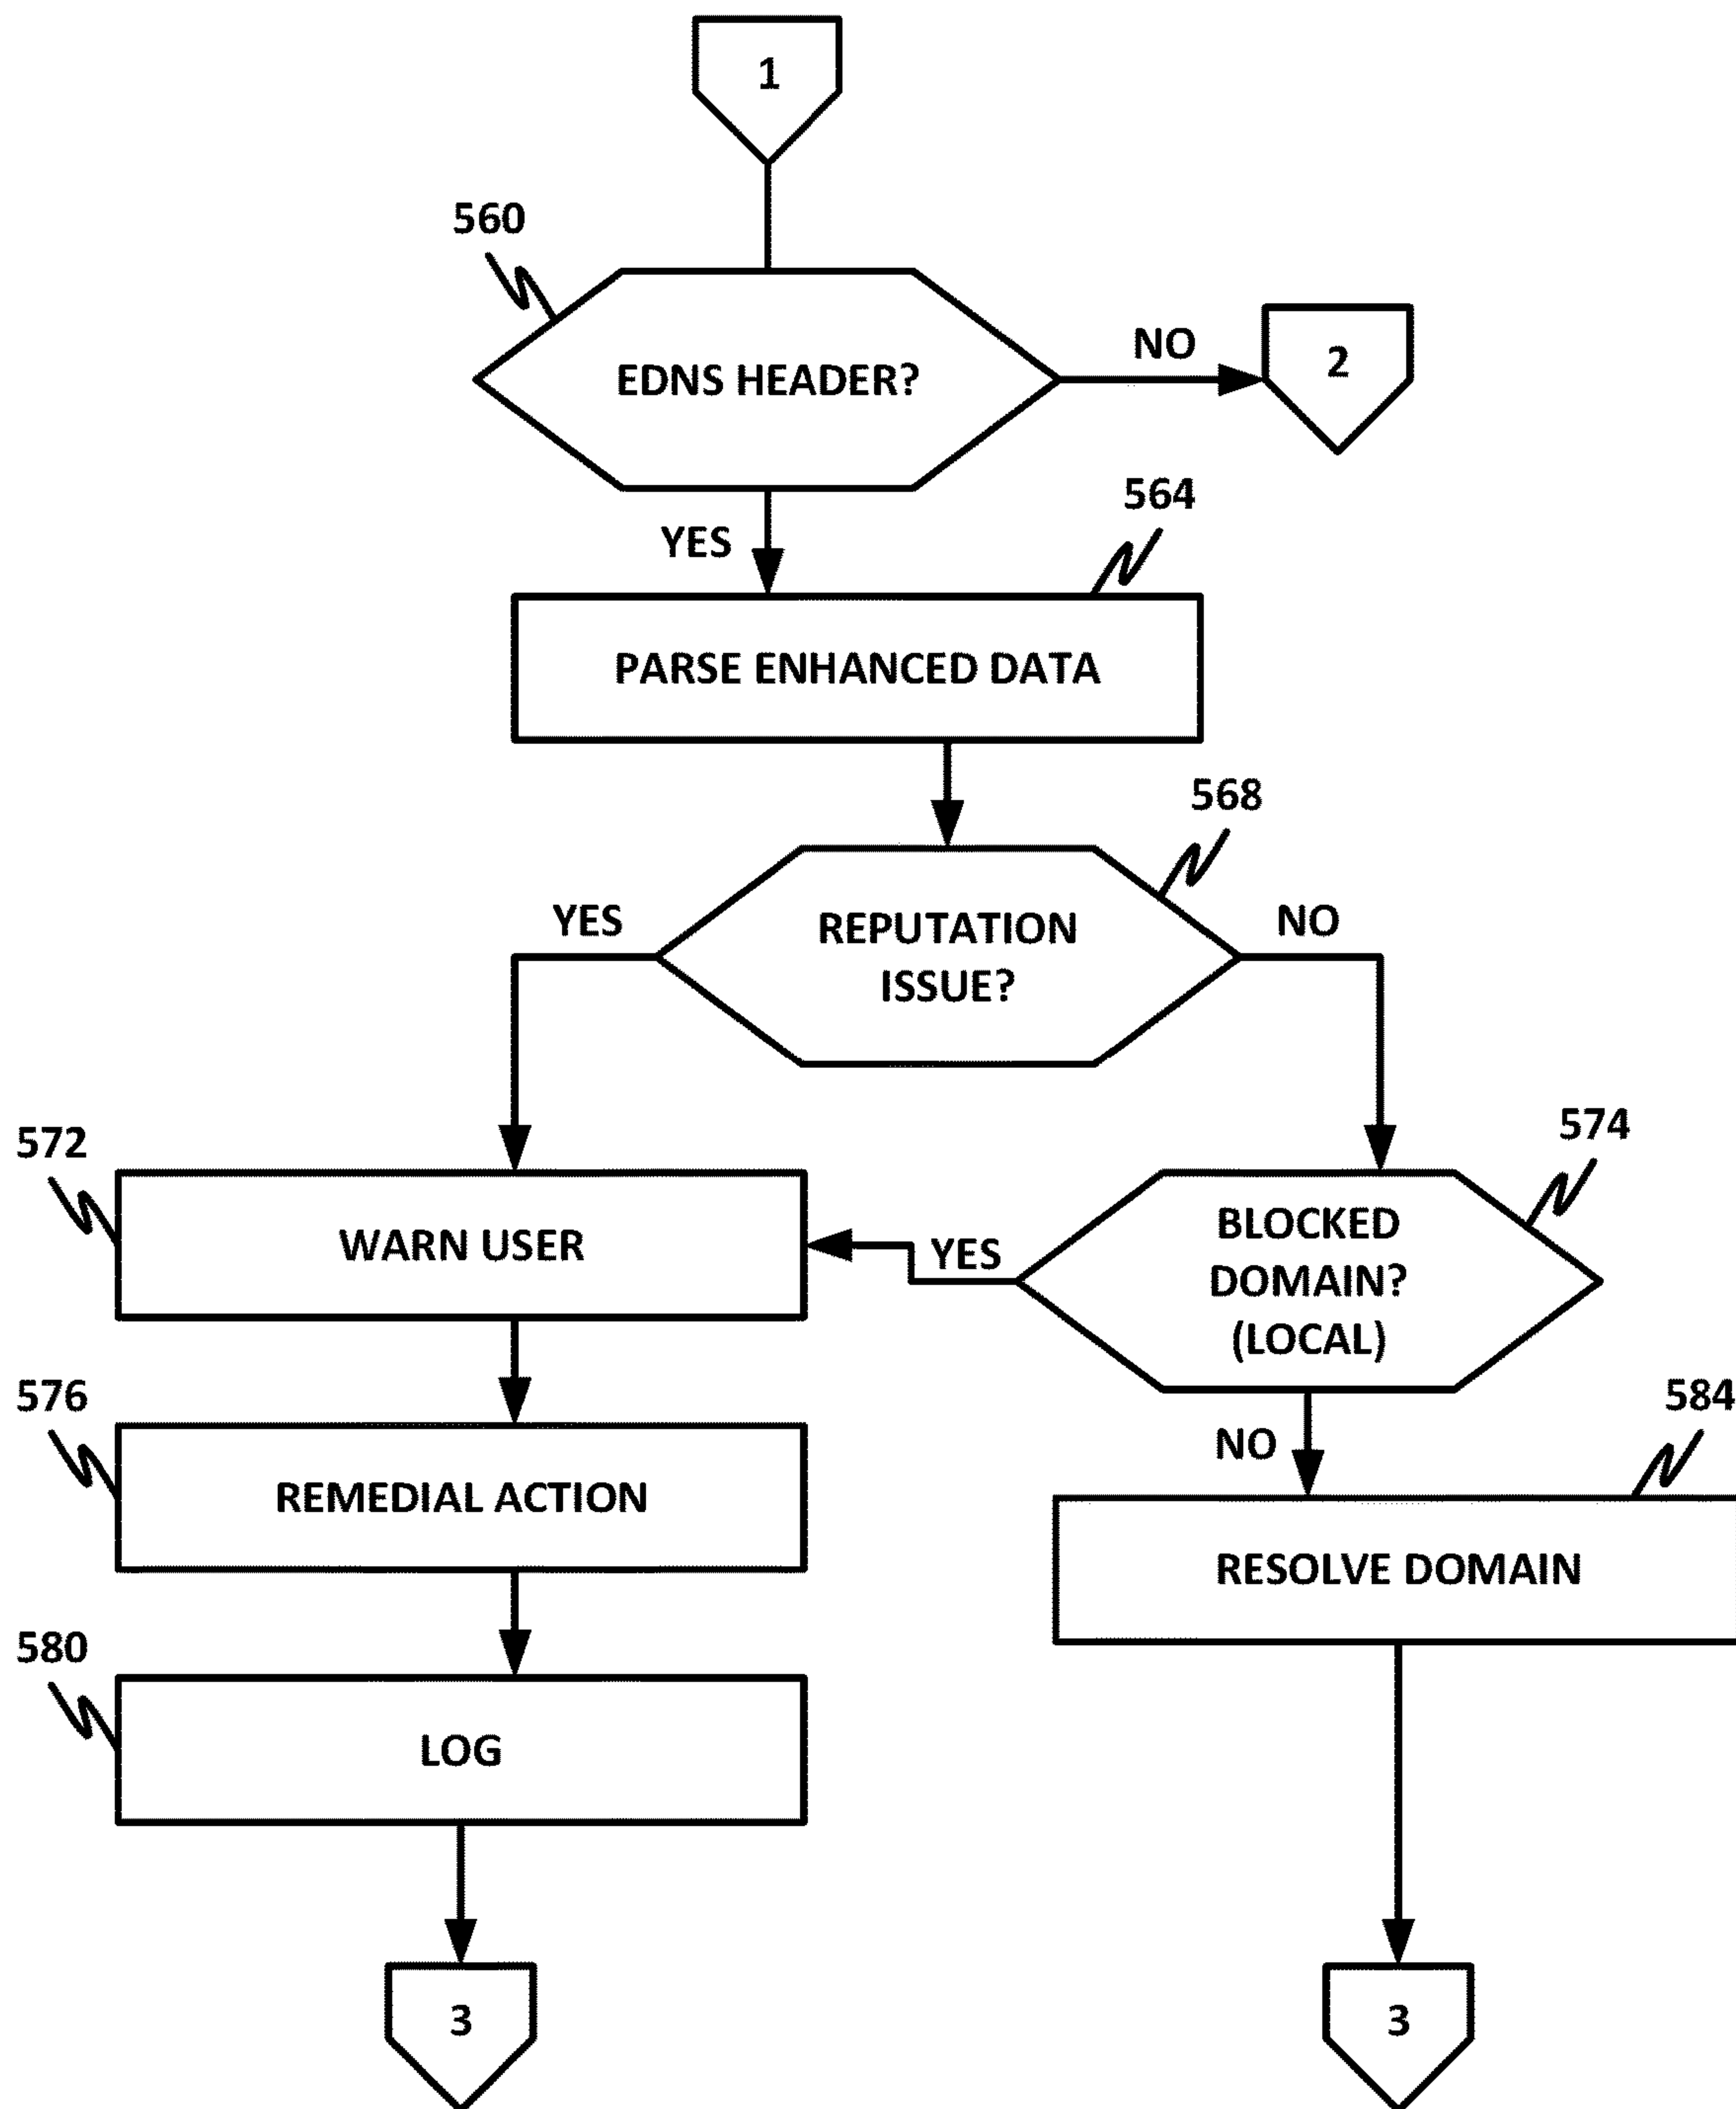 1
560
EDNS HEADER?
NO
2
YES
564
PARSE ENHANCED DATA
568
YES
REPUTATION
ISSUE?
NO
572
WARN USER
574
BLOCKED
DOMAIN?
(LOCAL)
YES
576
REMEDIAL ACTION
NO
584
RESOLVE DOMAIN
580
LOG
3
3